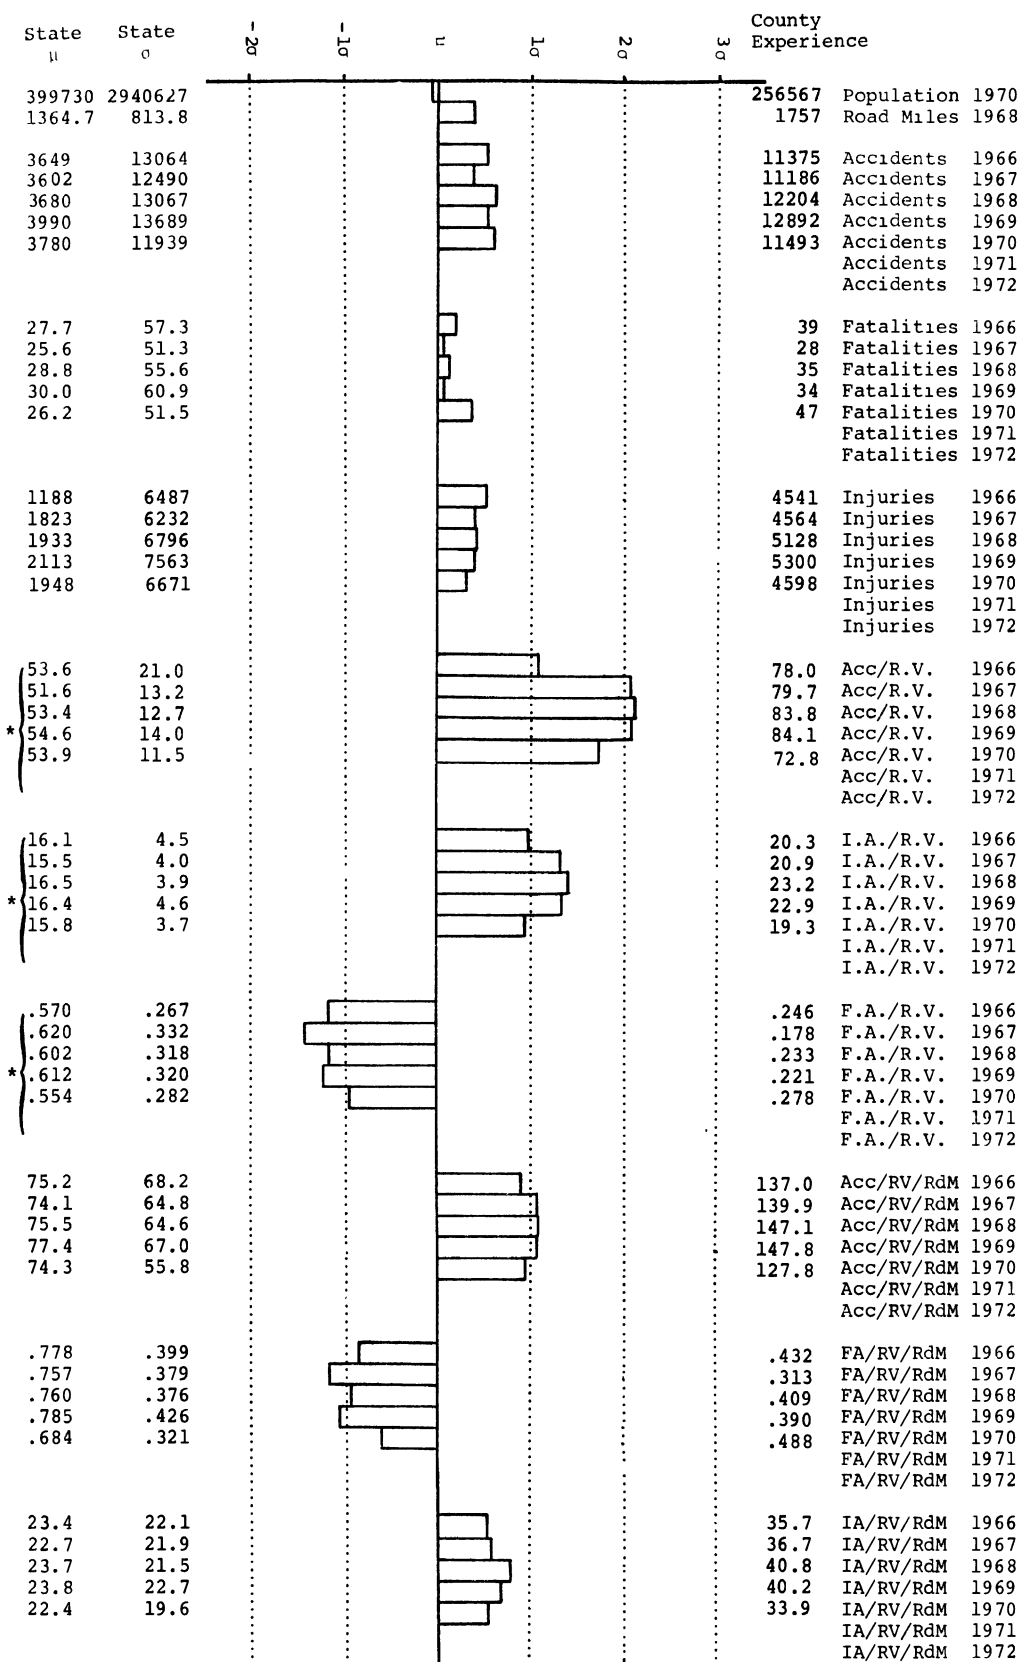 State State -2σ -1σ μ 1σ 2σ 3σ County
μ σ Experience
399730 2940627 256567 Population 1970
1364.7 813.8 1757 Road Miles 1968
3649 13064 11375 Accidents 1966
3602 12490 11186 Accidents 1967
3680 13067 12204 Accidents 1968
3990 13689 12892 Accidents 1969
3780 11939 11493 Accidents 1970
Accidents 1971
Accidents 1972
27.7 57.3 39 Fatalities 1966
25.6 51.3 28 Fatalities 1967
28.8 55.6 35 Fatalities 1968
30.0 60.9 34 Fatalities 1969
26.2 51.5 47 Fatalities 1970
Fatalities 1971
Fatalities 1972
1188 6487 4541 Injuries 1966
1823 6232 4564 Injuries 1967
1933 6796 5128 Injuries 1968
2113 7563 5300 Injuries 1969
1948 6671 4598 Injuries 1970
Injuries 1971
Injuries 1972
53.6 21.0 78.0 Acc/R.V. 1966
51.6 13.2 79.7 Acc/R.V. 1967
53.4 12.7 83.8 Acc/R.V. 1968
* 54.6 14.0 84.1 Acc/R.V. 1969
53.9 11.5 72.8 Acc/R.V. 1970
Acc/R.V. 1971
Acc/R.V. 1972
16.1 4.5 20.3 I.A./R.V. 1966
15.5 4.0 20.9 I.A./R.V. 1967
16.5 3.9 23.2 I.A./R.V. 1968
* 16.4 4.6 22.9 I.A./R.V. 1969
15.8 3.7 19.3 I.A./R.V. 1970
I.A./R.V. 1971
I.A./R.V. 1972
.570 .267 .246 F.A./R.V. 1966
.620 .332 .178 F.A./R.V. 1967
.602 .318 .233 F.A./R.V. 1968
* .612 .320 .221 F.A./R.V. 1969
.554 .282 .278 F.A./R.V. 1970
F.A./R.V. 1971
F.A./R.V. 1972
75.2 68.2 137.0 Acc/RV/RdM 1966
74.1 64.8 139.9 Acc/RV/RdM 1967
75.5 64.6 147.1 Acc/RV/RdM 1968
77.4 67.0 147.8 Acc/RV/RdM 1969
74.3 55.8 127.8 Acc/RV/RdM 1970
Acc/RV/RdM 1971
Acc/RV/RdM 1972
.778 .399 .432 FA/RV/RdM 1966
.757 .379 .313 FA/RV/RdM 1967
.760 .376 .409 FA/RV/RdM 1968
.785 .426 .390 FA/RV/RdM 1969
.684 .321 .488 FA/RV/RdM 1970
FA/RV/RdM 1971
FA/RV/RdM 1972
23.4 22.1 35.7 IA/RV/RdM 1966
22.7 21.9 36.7 IA/RV/RdM 1967
23.7 21.5 40.8 IA/RV/RdM 1968
23.8 22.7 40.2 IA/RV/RdM 1969
22.4 19.6 33.9 IA/RV/RdM 1970
IA/RV/RdM 1971
IA/RV/RdM 1972